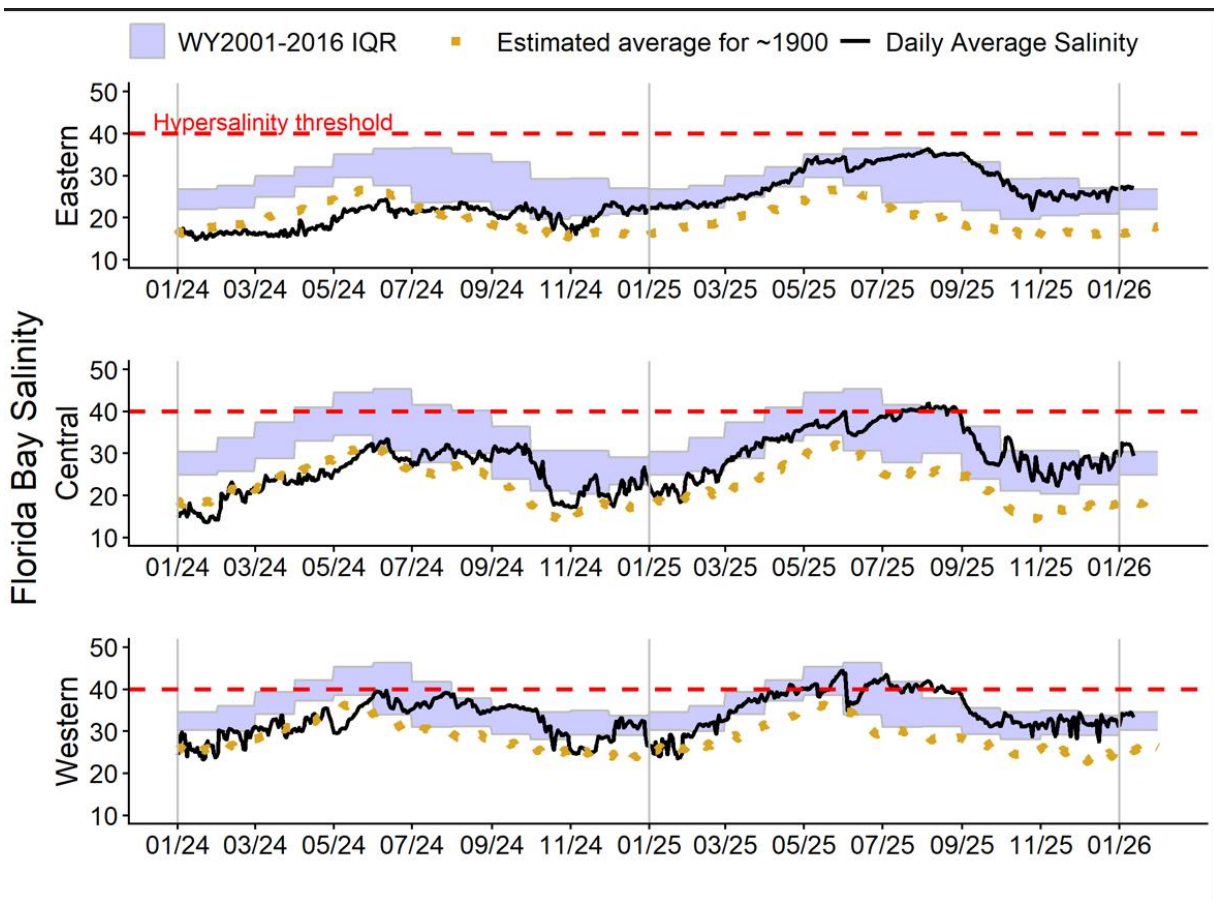 WY2001-2016 IQR Estimated average for ~1900 Daily Average Salinity
Florida Bay Salinity
Eastern
50
40
30
20
10
Hypersalinity threshold
01/24 03/24 05/24 07/24 09/24 11/24 01/25 03/25 05/25 07/25 09/25 11/25 01/26
Central
50
40
30
20
10
01/24 03/24 05/24 07/24 09/24 11/24 01/25 03/25 05/25 07/25 09/25 11/25 01/26
Western
50
40
30
20
10
01/24 03/24 05/24 07/24 09/24 11/24 01/25 03/25 05/25 07/25 09/25 11/25 01/26